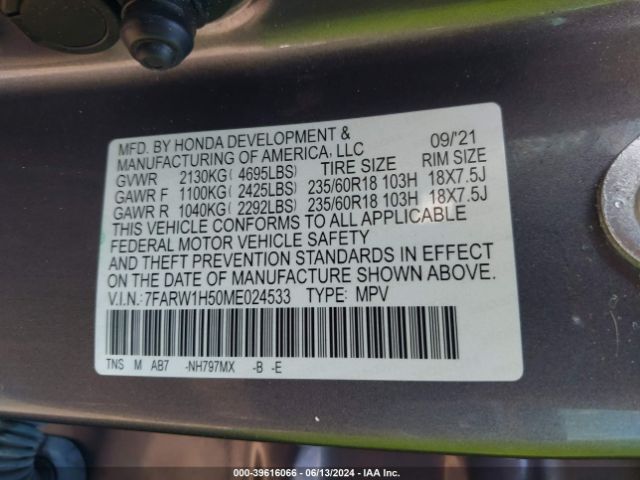 MFD. BY HONDA DEVELOPMENT & 09/'21
MANUFACTURING OF AMERICA, LLC
GVWR 2130KG( 4695LBS) TIRE SIZE RIM SIZE
GAWR F 1100KG( 2425LBS) 235/60R18 103H 18X7.5J
GAWR R 1040KG( 2292LBS) 235/60R18 103H 18X7.5J
THIS VEHICLE CONFORMS TO ALL APPLICABLE
FEDERAL MOTOR VEHICLE SAFETY
AND THEFT PREVENTION STANDARDS IN EFFECT
ON THE DATE OF MANUFACTURE SHOWN ABOVE.
V.I.N.:7FARW1H50ME024533 TYPE: MPV
TNS M AB7 -NH797MX -B -E
000-39616066 - 06/13/2024 - IAA Inc.